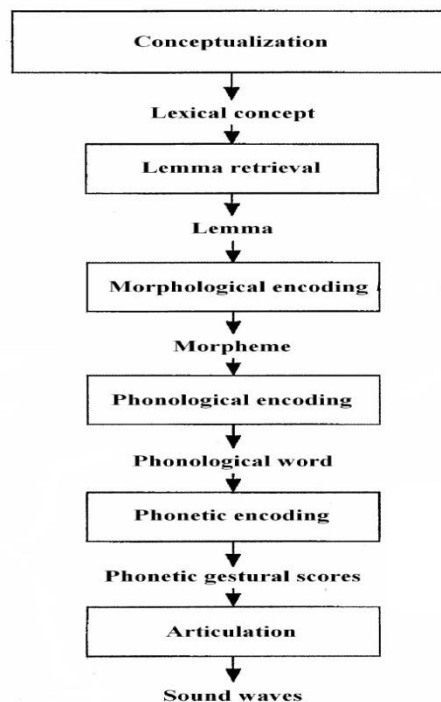 Conceptualization
Lexical concept
Lemma retrieval
Lemma
Morphological encoding
Morpheme
Phonological encoding
Phonological word
Phonetic encoding
Phonetic gestural scores
Articulation
Sound waves